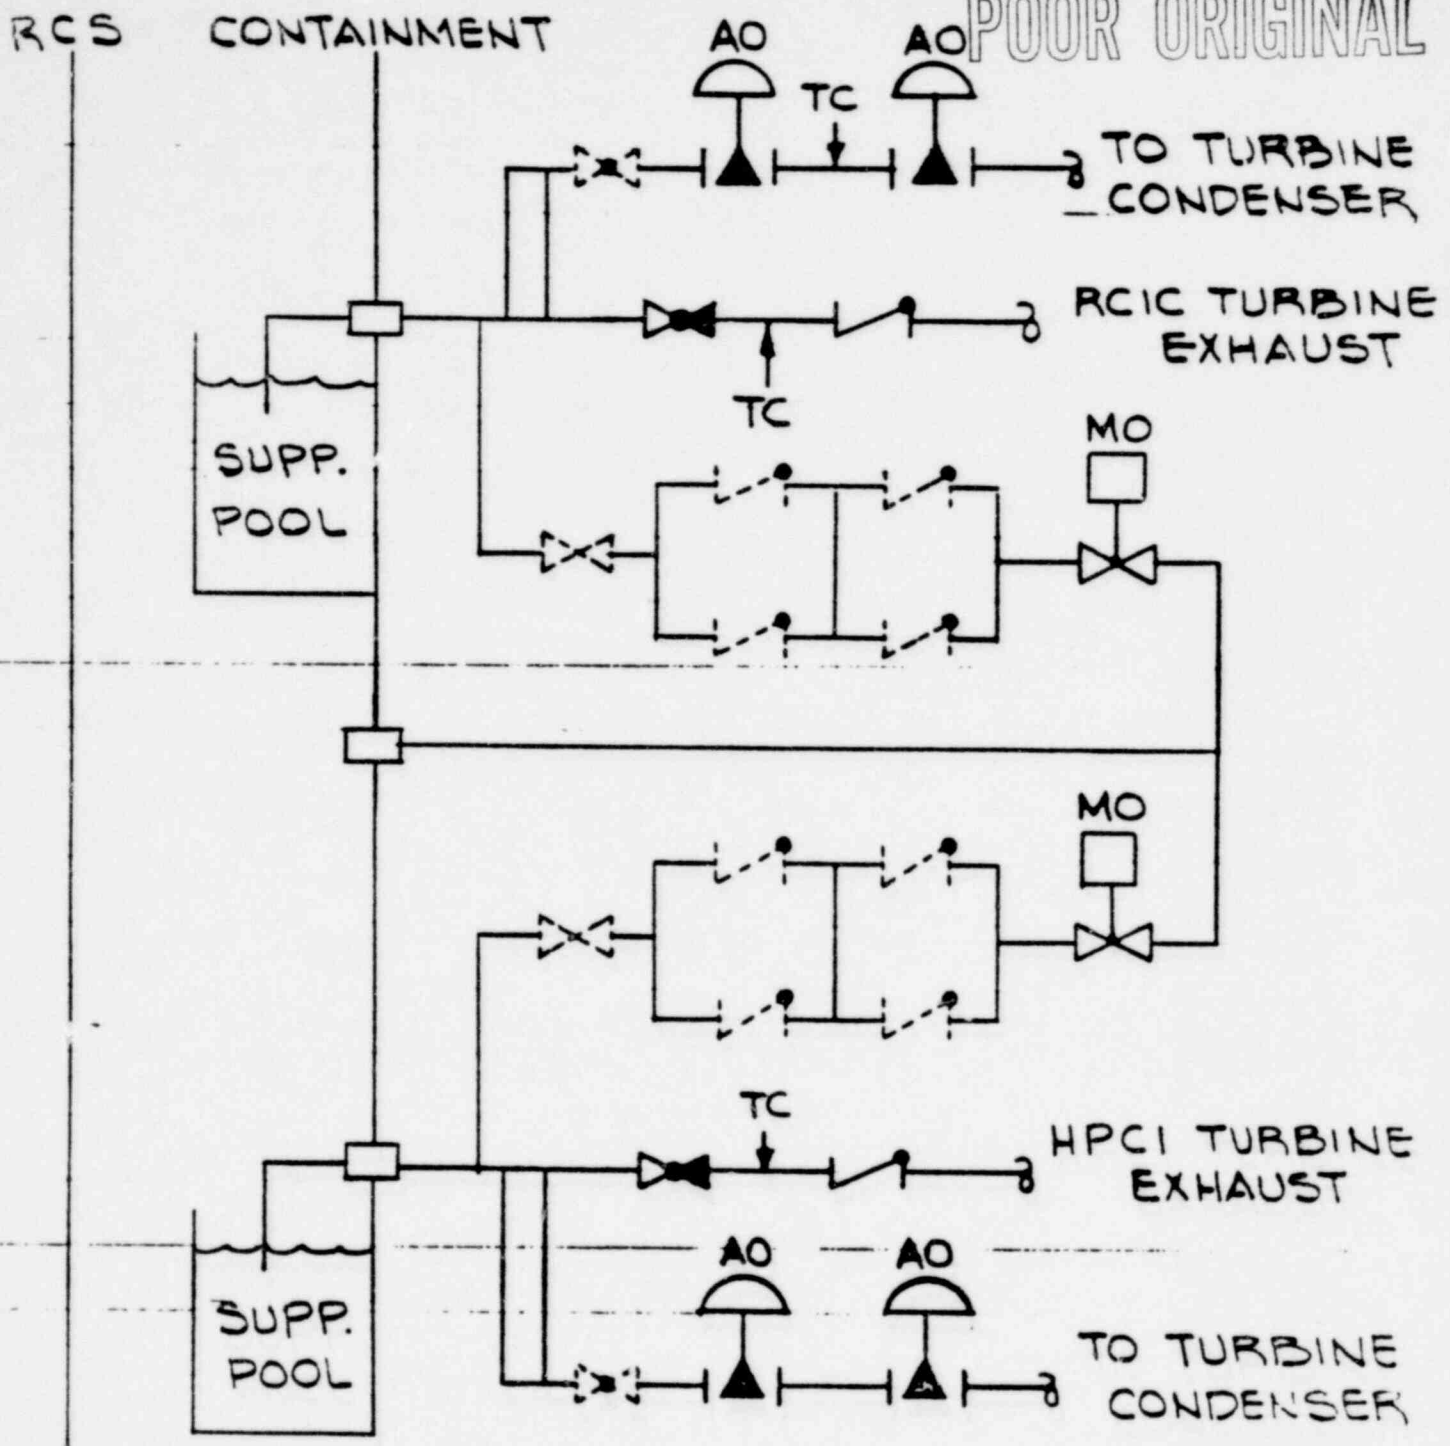 POOR ORIGINAL
RCS
CONTAINMENT
AO
AO
TC
TO TURBINE
CONDENSER
RCIC TURBINE
EXHAUST
TC
SUPP.
POOL
MO
MO
TC
HPCI TURBINE
EXHAUST
AO
AO
SUPP.
POOL
TO TURBINE
CONDENSER